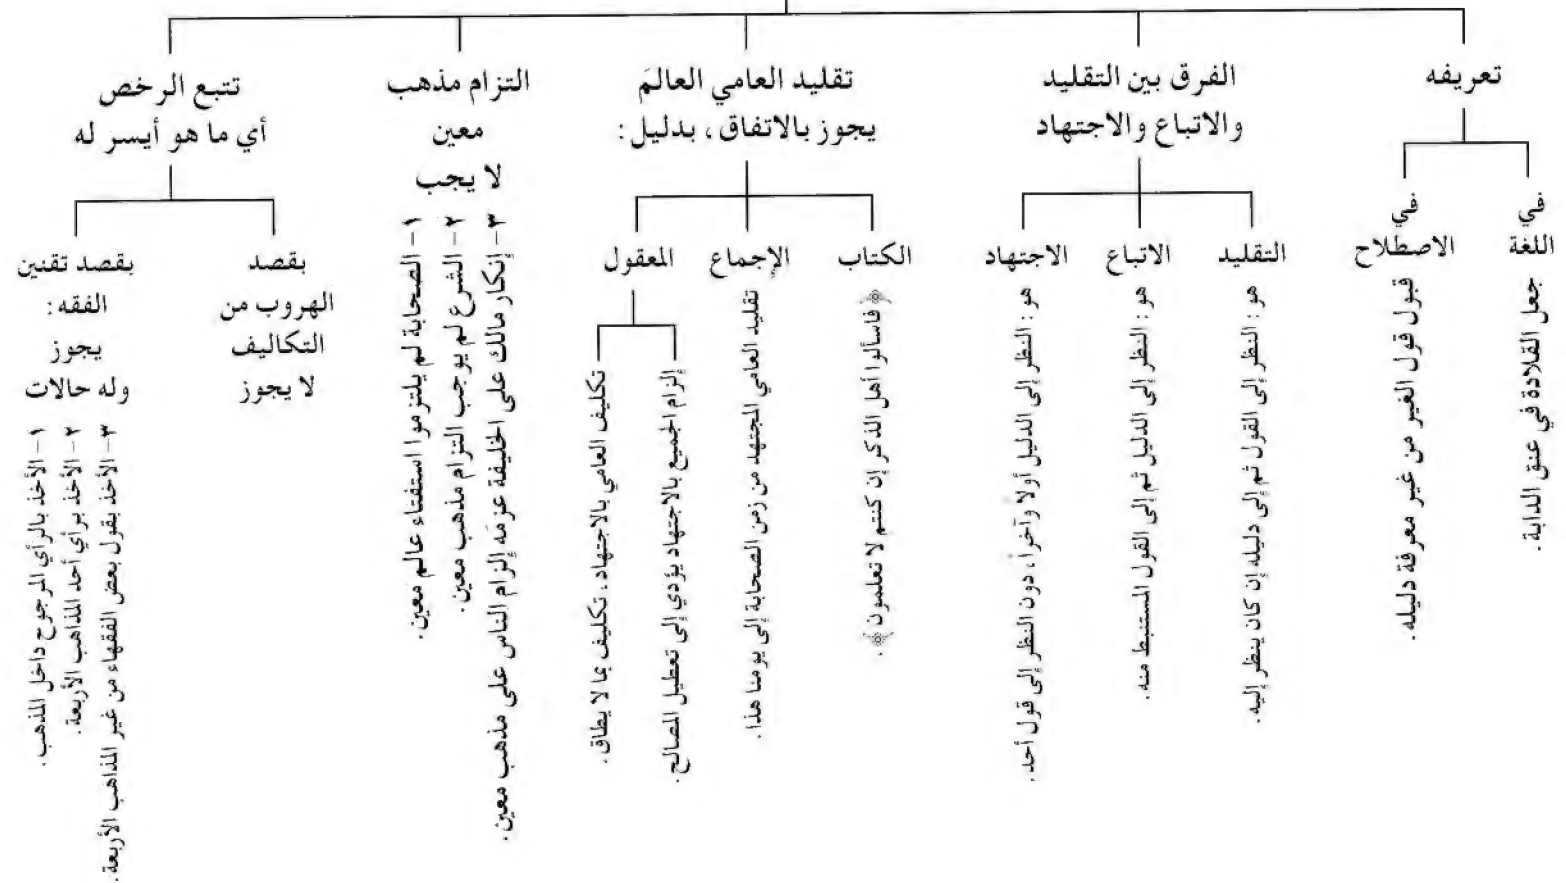 تعريفه
في
اللغة
جعل القلادة في عنق الدابة.
في
الاصطلاح
قبول قول الغير من غير معرفة دليله.
الفرق بين التقليد
والاتباع والاجتهاد
التقليد
هو: النظر إلى القول ثم إلى دليله إن كان ينظر إليه.
الاتباع
هو: النظر إلى الدليل ثم إلى القول المستنبط منه.
الاجتهاد
هو: النظر إلى الدليل أولاً وآخراً، دون النظر إلى قول أحد.
تقليد العامي العالمَ
يجوز بالاتفاق، بدليل:
الكتاب
﴿فاسألوا أهل الذكر إن كنتم لا تعلمون﴾.
الإجماع
تقليد العامي المجتهد من زمن الصحابة إلى يومنا هذا.
المعقول
إلزام الجميع بالاجتهاد يؤدي إلى تعطيل المصالح.
تكليف العامي بالاجتهاد، تكليف بما لا يطاق.
التزام مذهب
معين
لا يجب
١- الصحابة لم يلتزموا استفتاء عالم معين.
٢- الشرع لم يوجب التزام مذهب معين.
٣- إنكار مالك على الخليفة عزمَه إلزام الناس على مذهب معين.
تتبع الرخص
أي ما هو أيسر له
بقصد
الهروب من
التكاليف
لا يجوز
بقصد تقنين
الفقه:
يجوز
وله حالات
١- الأخذ بالرأي المرجوح داخل المذهب.
٢- الأخذ برأي أحد المذاهب الأربعة.
٣- الأخذ بقول بعض الفقهاء من غير المذاهب الأربعة.